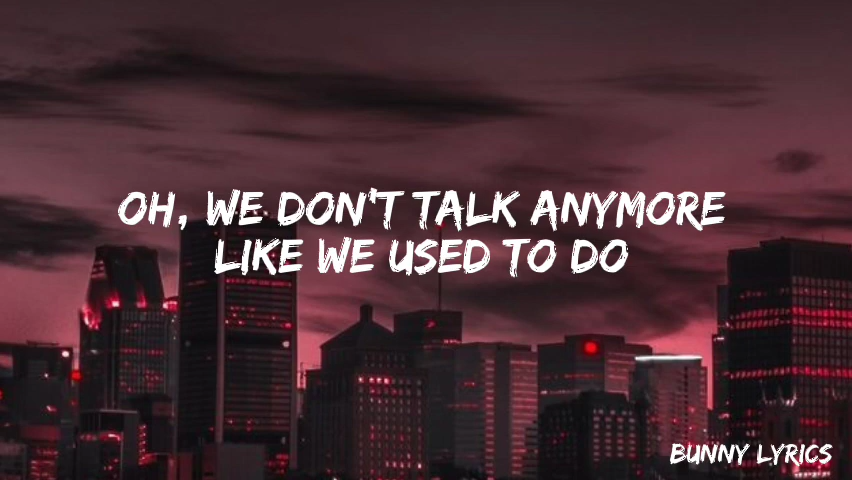 OH, WE DON'T TALK ANYMORE
LIKE WE USED TO DO
BUNNY LYRICS